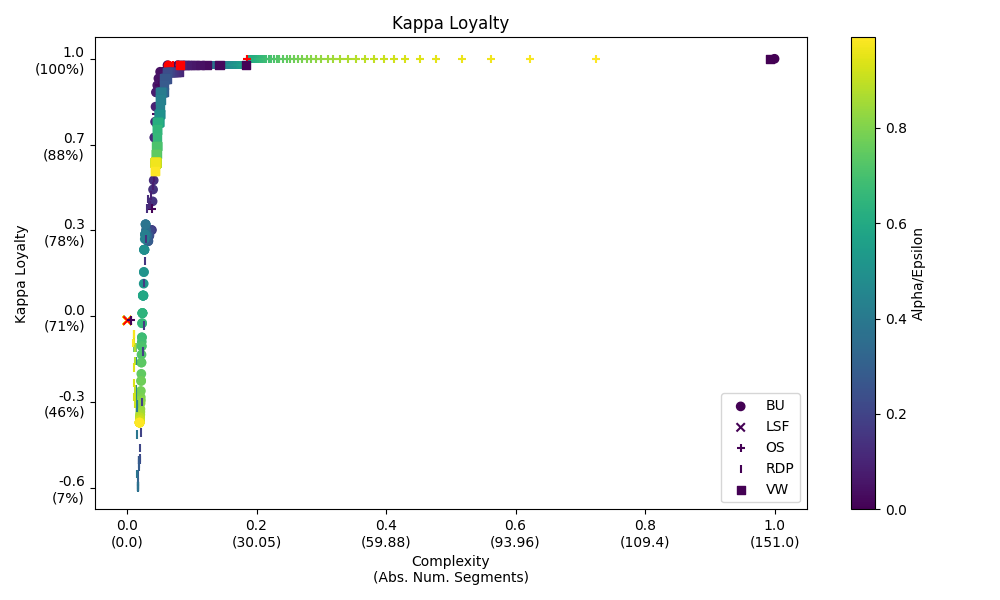 Kappa Loyalty
1.0
(100%)
0.7
(88%)
0.3
(78%)
0.0
(71%)
-0.3
(46%)
-0.6
(7%)
Kappa Loyalty
0.0
(0.0)
0.2
(30.05)
0.4
(59.88)
0.6
(93.96)
0.8
(109.4)
1.0
(151.0)
Complexity
(Abs. Num. Segments)
BU
LSF
OS
RDP
VW
0.8
0.6
0.4
0.2
0.0
Alpha/Epsilon